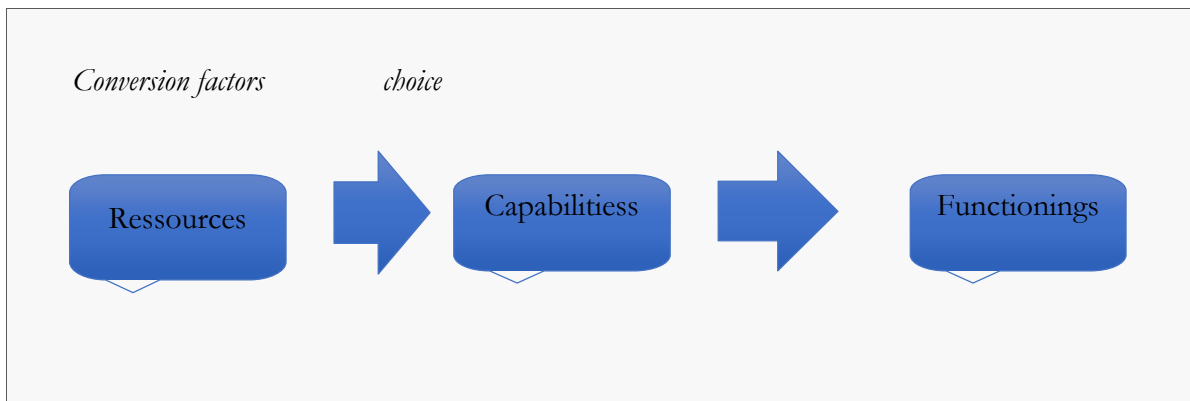 Conversion factors choice
Ressources
Capabilitiess
Functionings